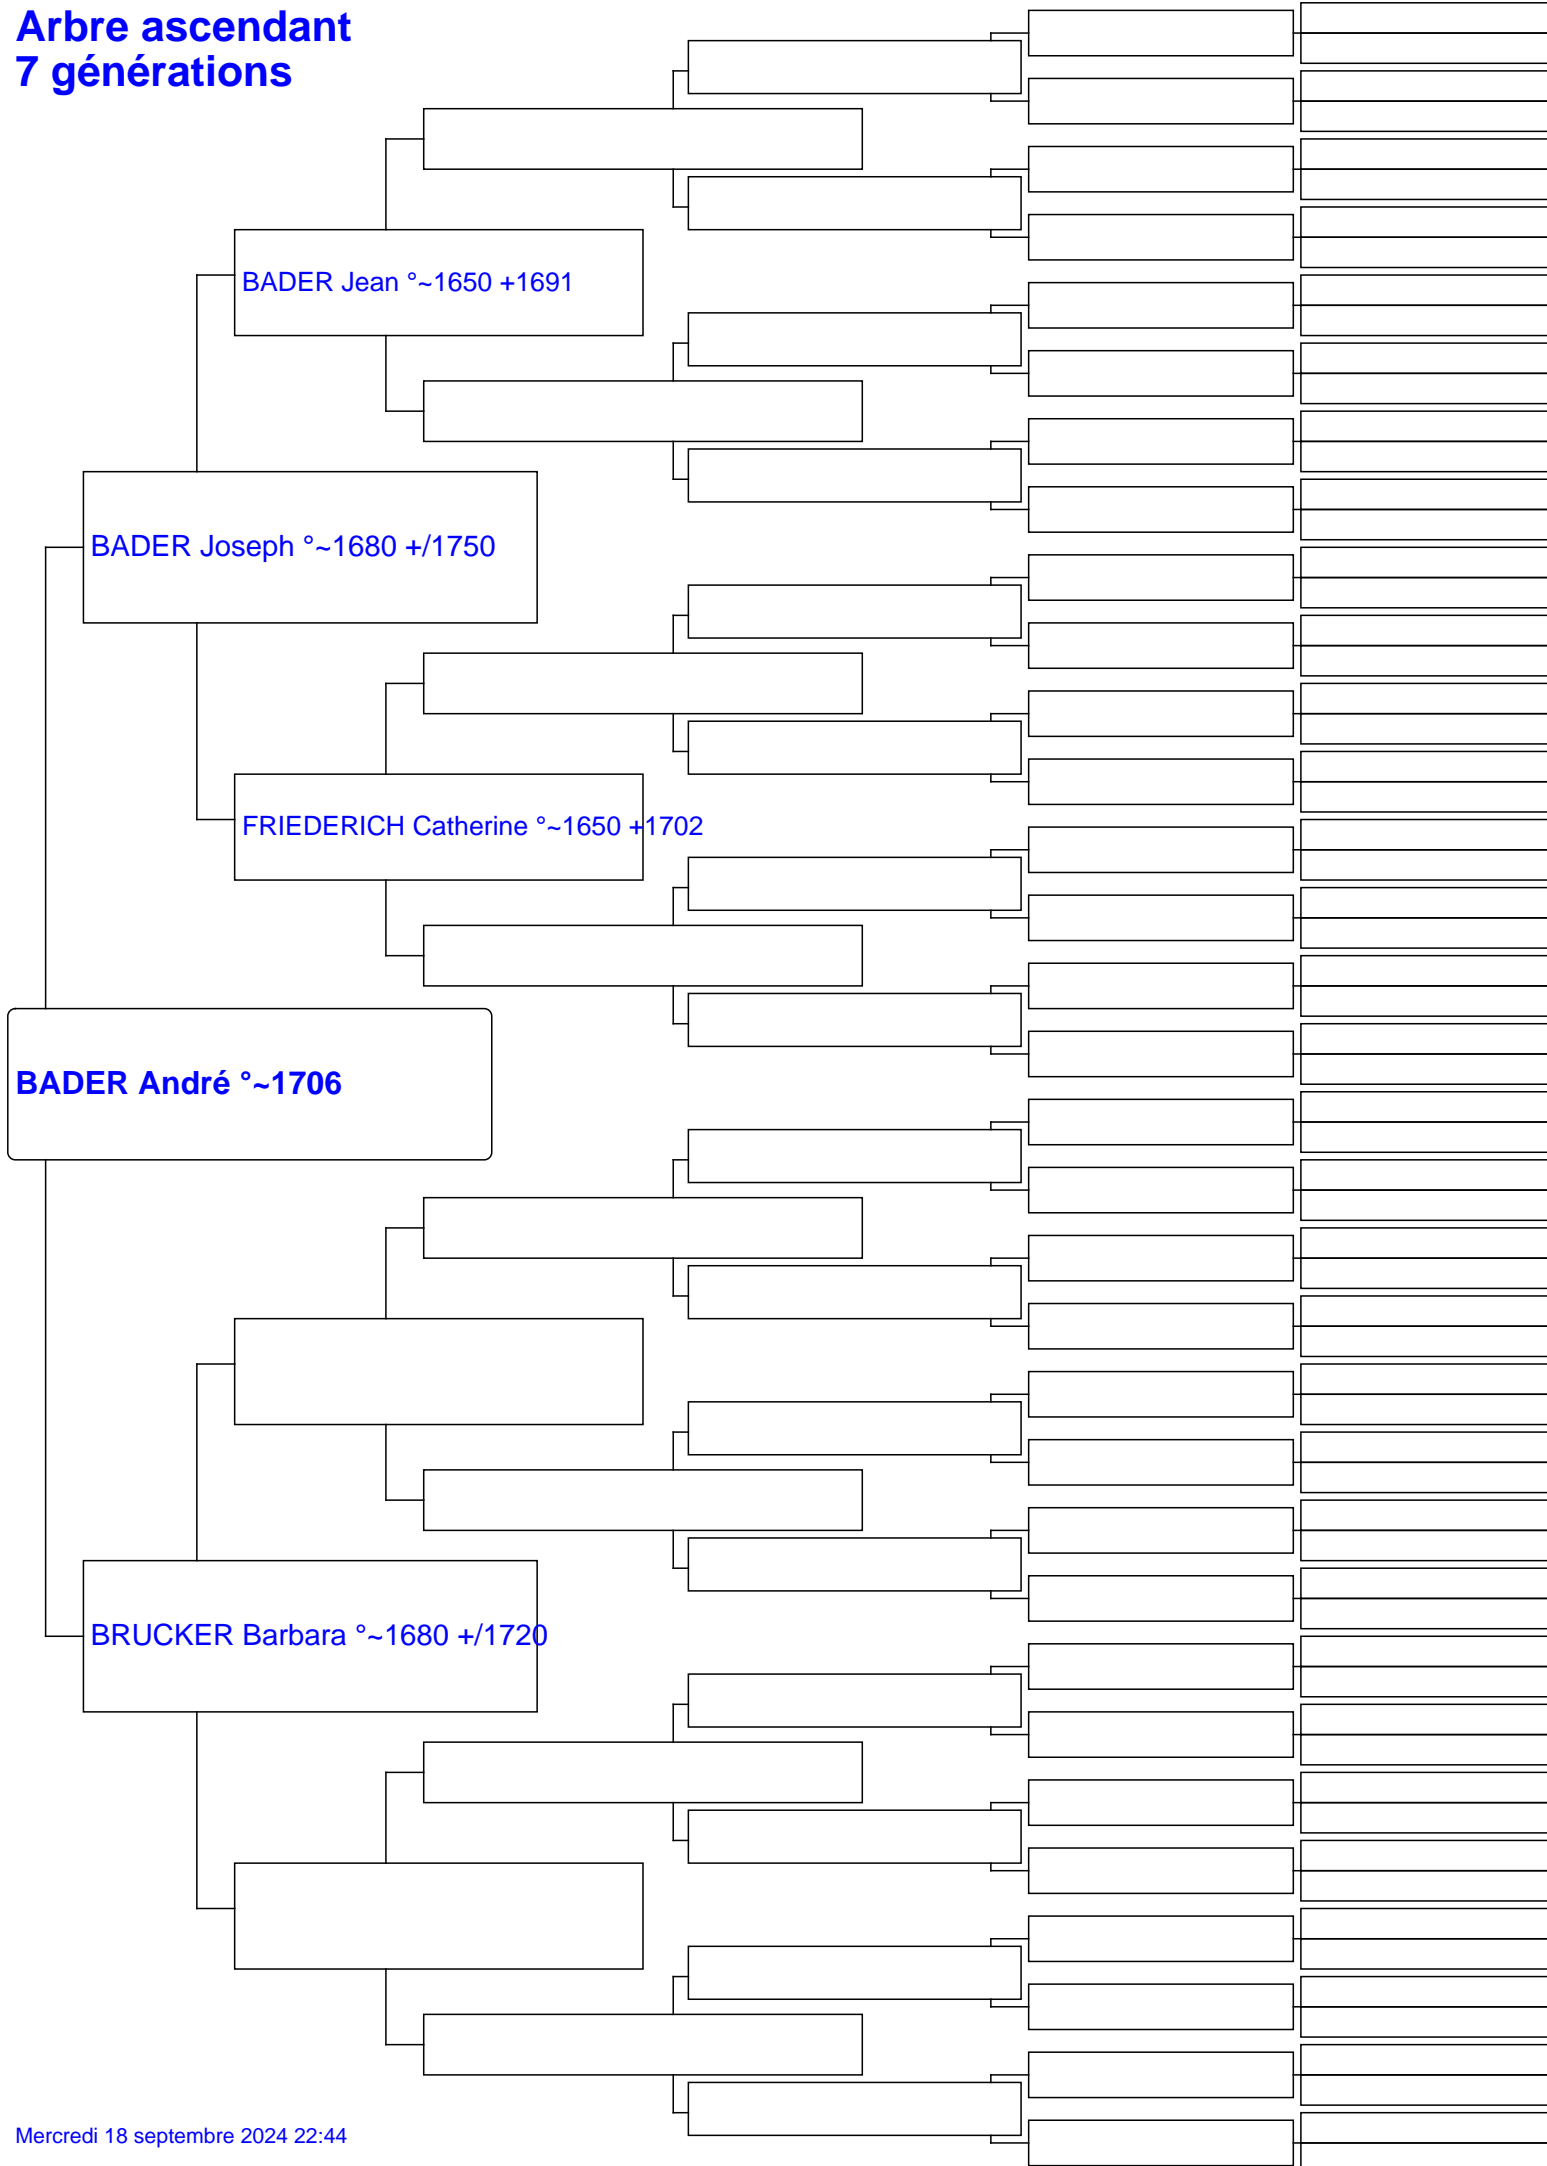 Arbre ascendant
7 générations
BADER Jean °~1650 +1691
BADER Joseph °~1680 +/1750
FRIEDERICH Catherine °~1650 +1702
BADER André °~1706
BRUCKER Barbara °~1680 +/1720
Mercredi 18 septembre 2024 22:44